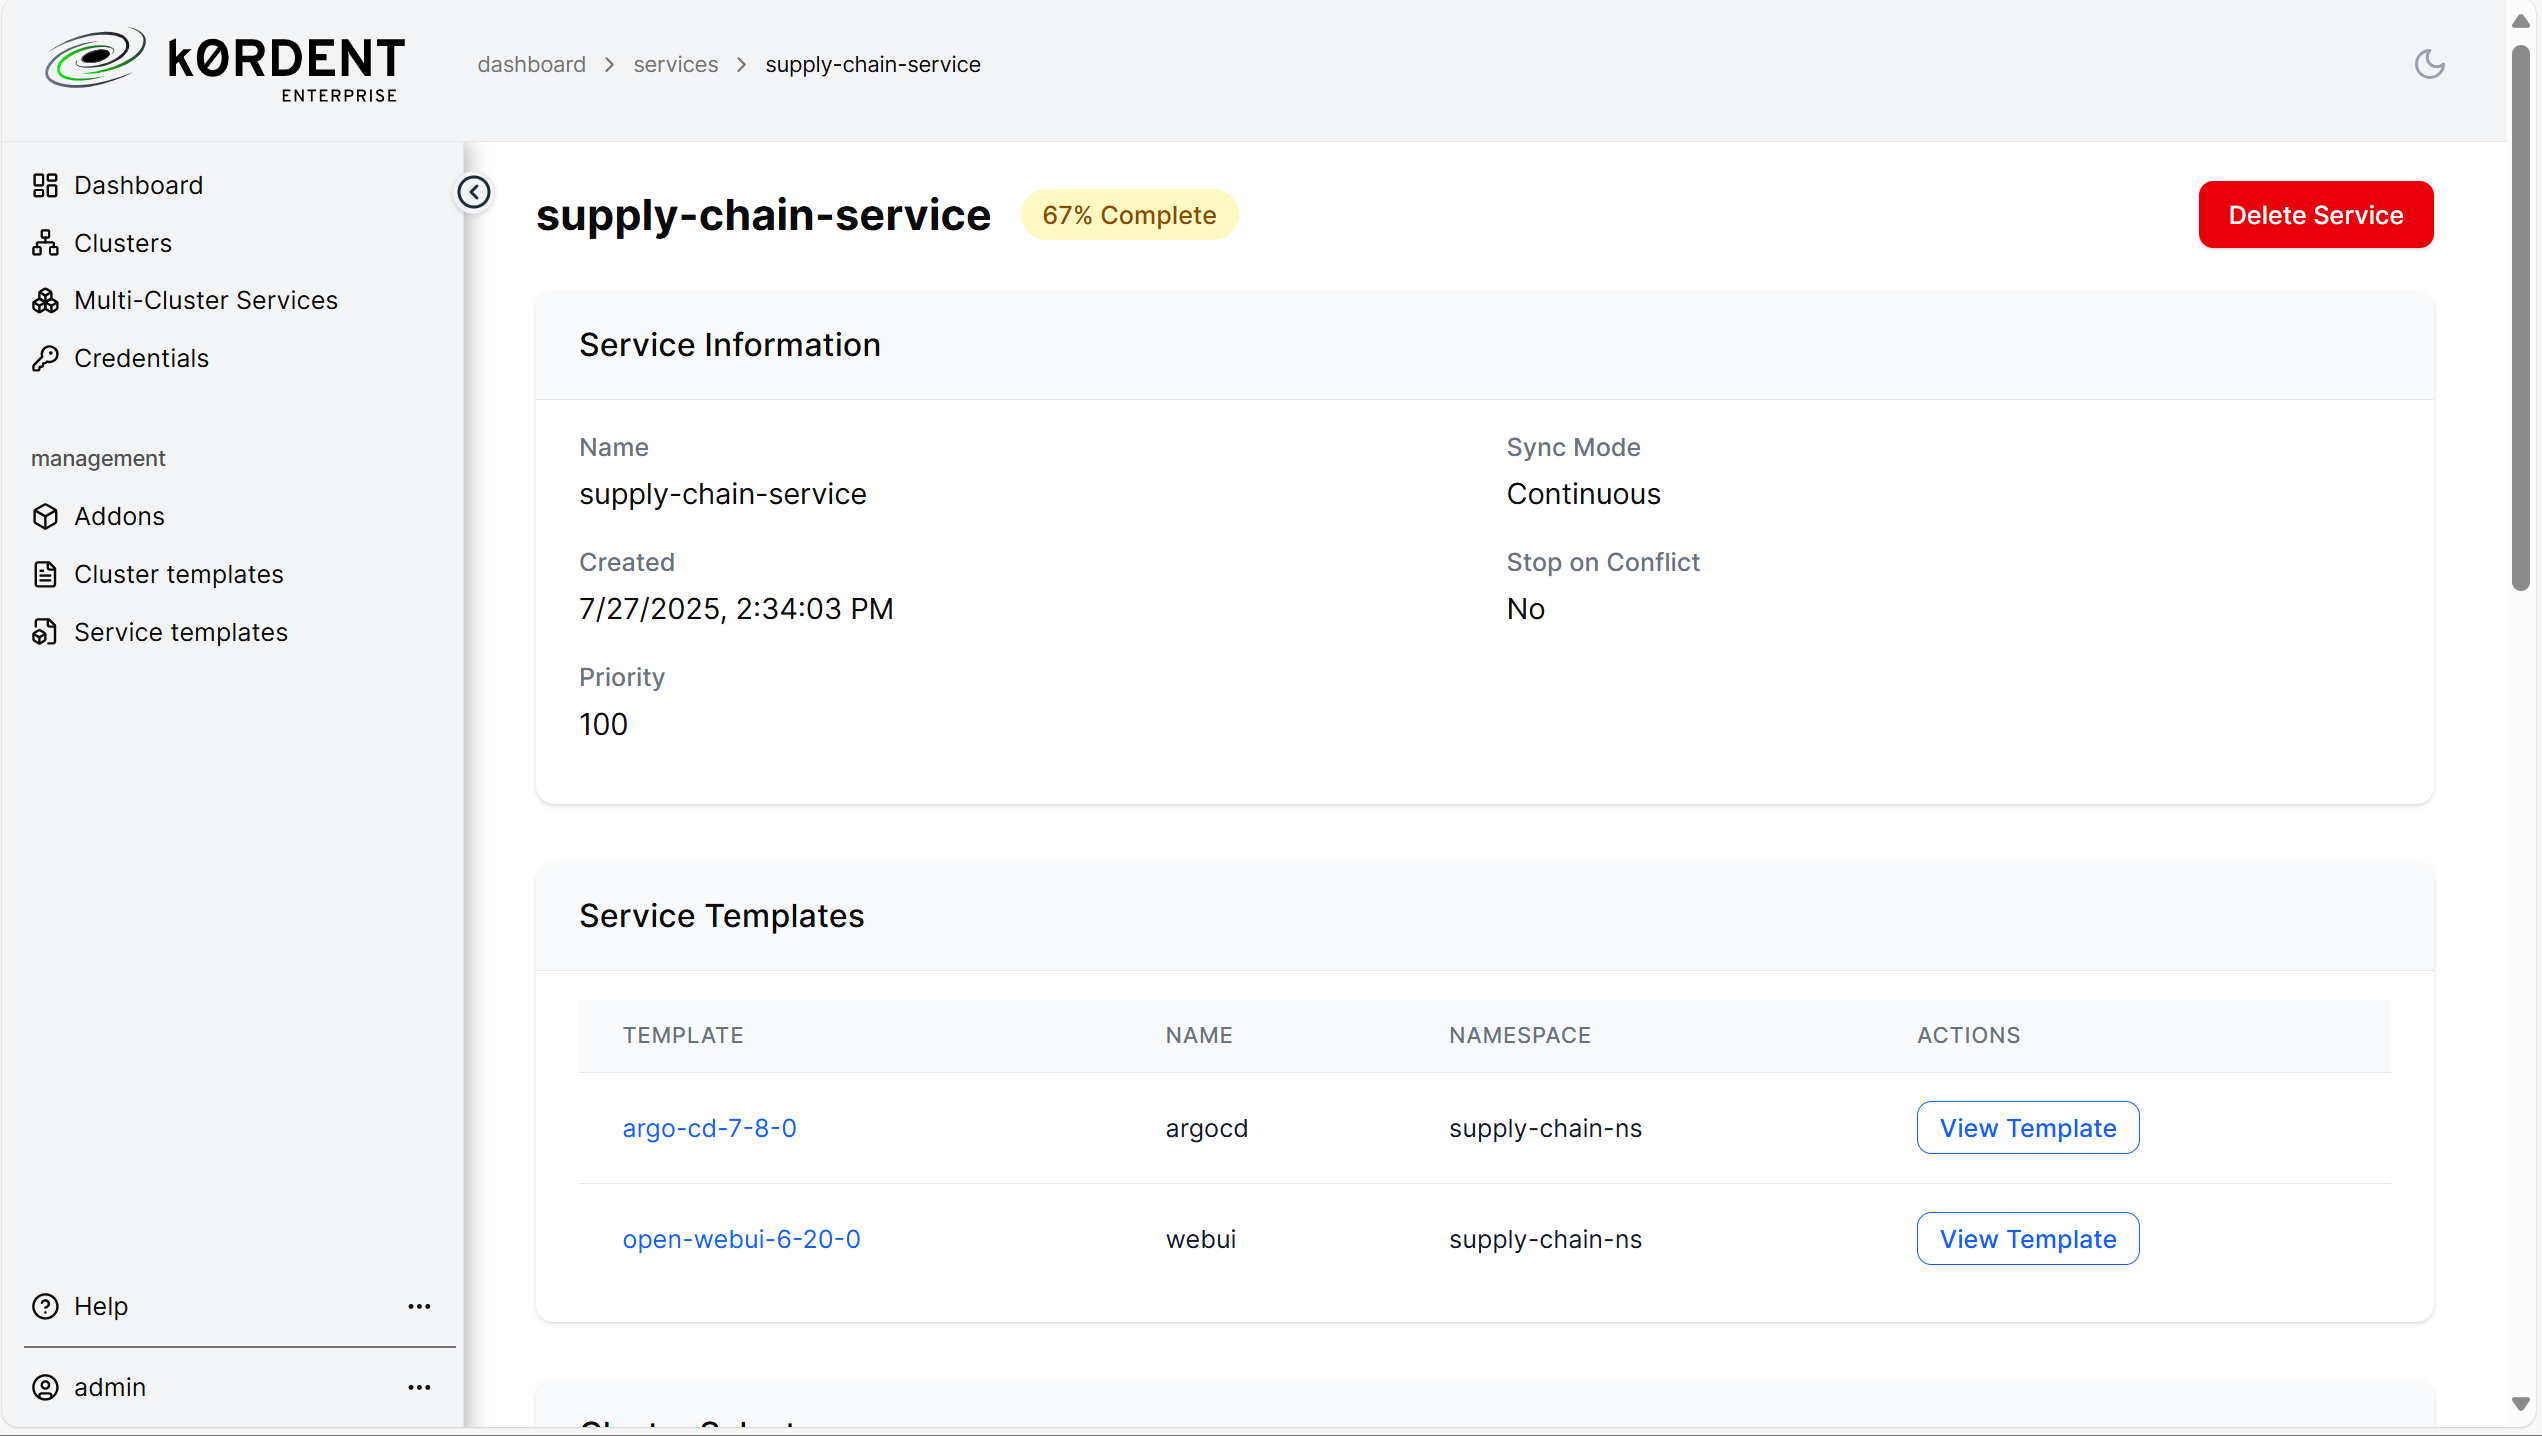 k0RDENT
ENTERPRISE
dashboard > services > supply-chain-service
Dashboard
Clusters
Multi-Cluster Services
Credentials
management
Addons
Cluster templates
Service templates
Help
admin
supply-chain-service
67% Complete
Delete Service
Service Information
Name
supply-chain-service
Sync Mode
Continuous
Created
7/27/2025, 2:34:03 PM
Stop on Conflict
No
Priority
100
Service Templates
TEMPLATE NAME NAMESPACE ACTIONS
argo-cd-7-8-0 argocd supply-chain-ns View Template
open-webui-6-20-0 webui supply-chain-ns View Template